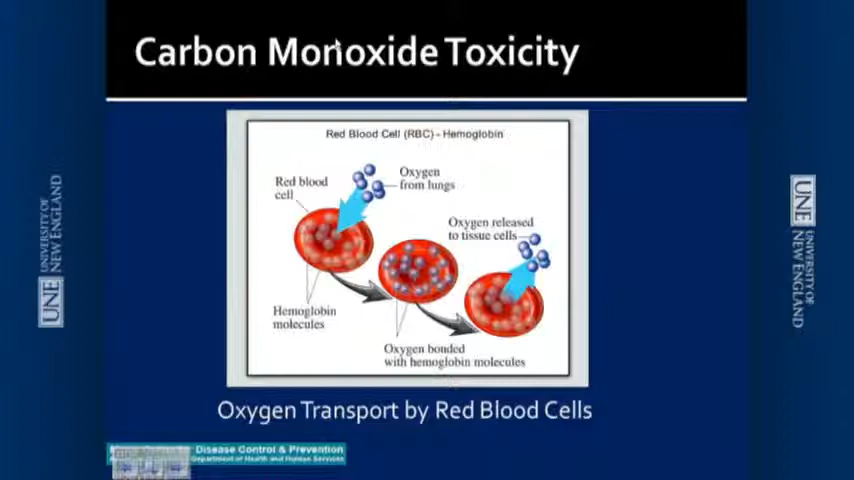 Carbon Monoxide Toxicity
Red Blood Cell (RBC) - Hemoglobin
Red blood
cell
Oxygen
from lungs
Oxygen released
to tissue cells
Hemoglobin
molecules
Oxygen bonded
with hemoglobin molecules
Oxygen Transport by Red Blood Cells
Disease Control & Prevention
Department of Health and Human Services
UNE
UNIVERSITY OF
NEW ENGLAND
UNE
UNIVERSITY OF
NEW ENGLAND